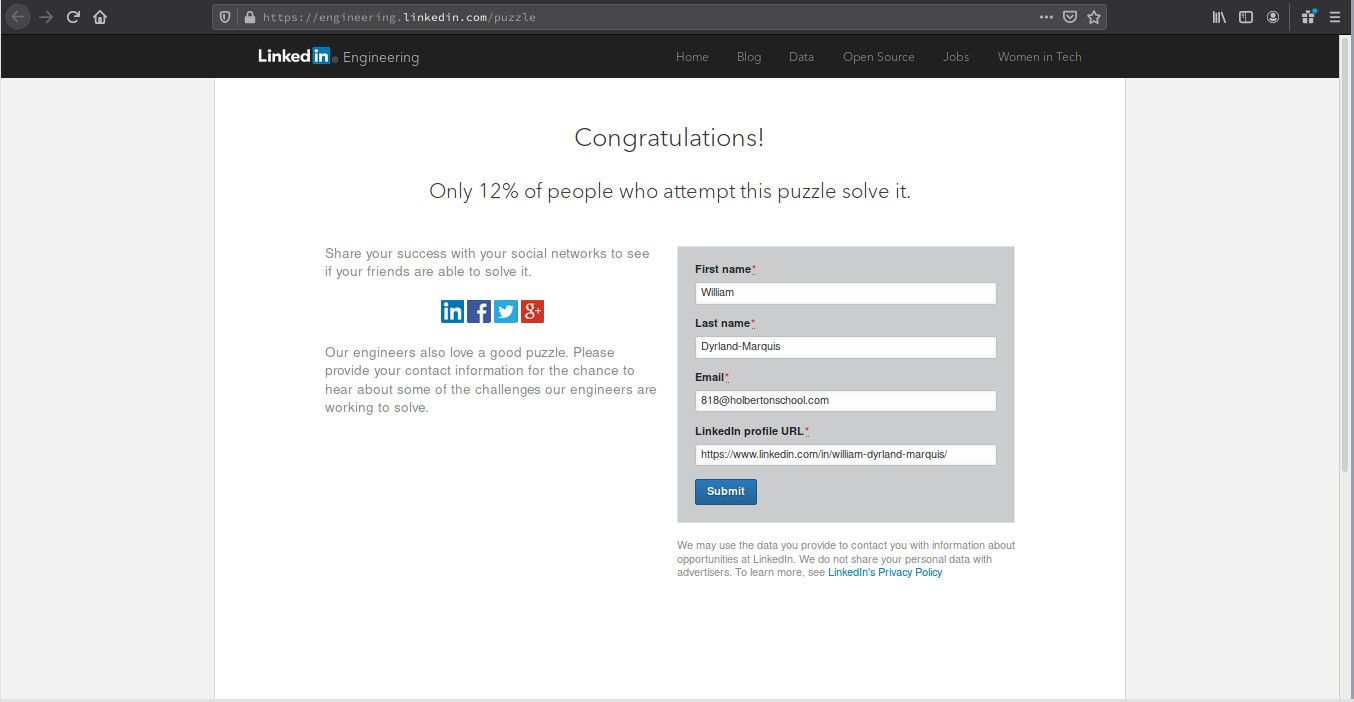 https://engineering.linkedin.com/puzzle
Linked in® Engineering
Home Blog Data Open Source Jobs Women in Tech
Congratulations!
Only 12% of people who attempt this puzzle solve it.
Share your success with your social networks to see
if your friends are able to solve it.
in f g+
Our engineers also love a good puzzle. Please
provide your contact information for the chance to
hear about some of the challenges our engineers are
working to solve.
First name*
William
Last name*
Dyrland-Marquis
Email*
818@holbertonschool.com
LinkedIn profile URL*
https://www.linkedin.com/in/william-dyrland-marquis/
Submit
We may use the data you provide to contact you with information about
opportunities at LinkedIn. We do not share your personal data with
advertisers. To learn more, see LinkedIn's Privacy Policy